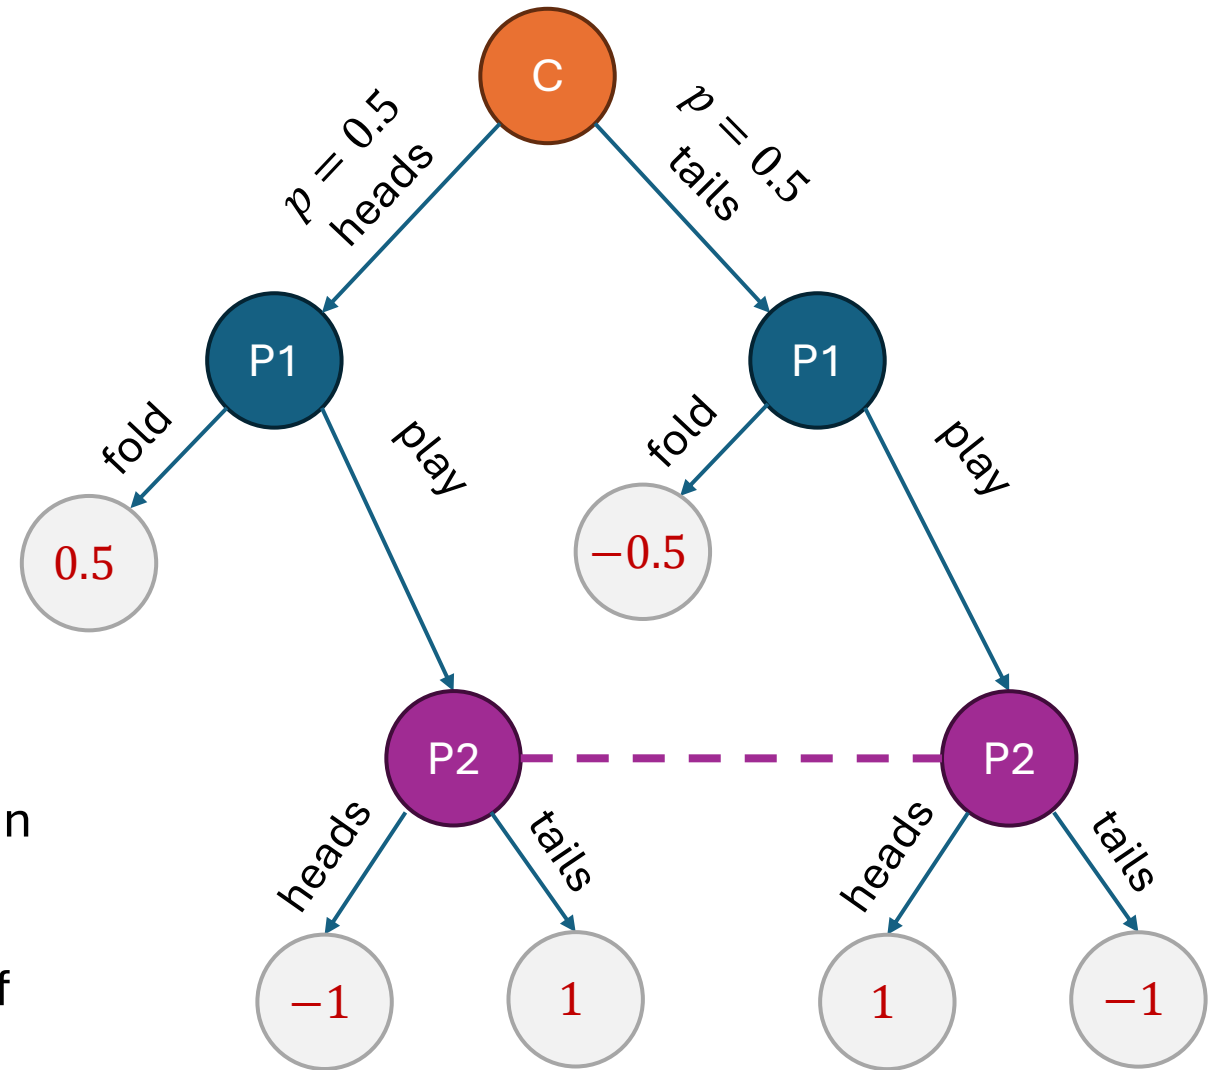 C
p = 0.5
heads
p = 0.5
tails
P1
P1
fold
play
fold
play
0.5
−0.5
P2
P2
n
heads
tails
heads
tails
f
−1
1
1
−1